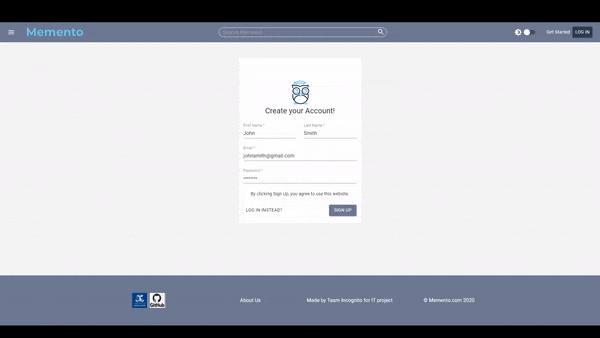 Memento
Search Memento
Get Started
LOG IN
Create your Account!
First Name *
Last Name *
John
Smith
Email *
johnsmith@gmail.com
Password *
By clicking Sign Up, you agree to use this website.
LOG IN INSTEAD?
SIGN UP
GitHub
About Us
Made by Team Incognito for IT project
© Memento.com 2020